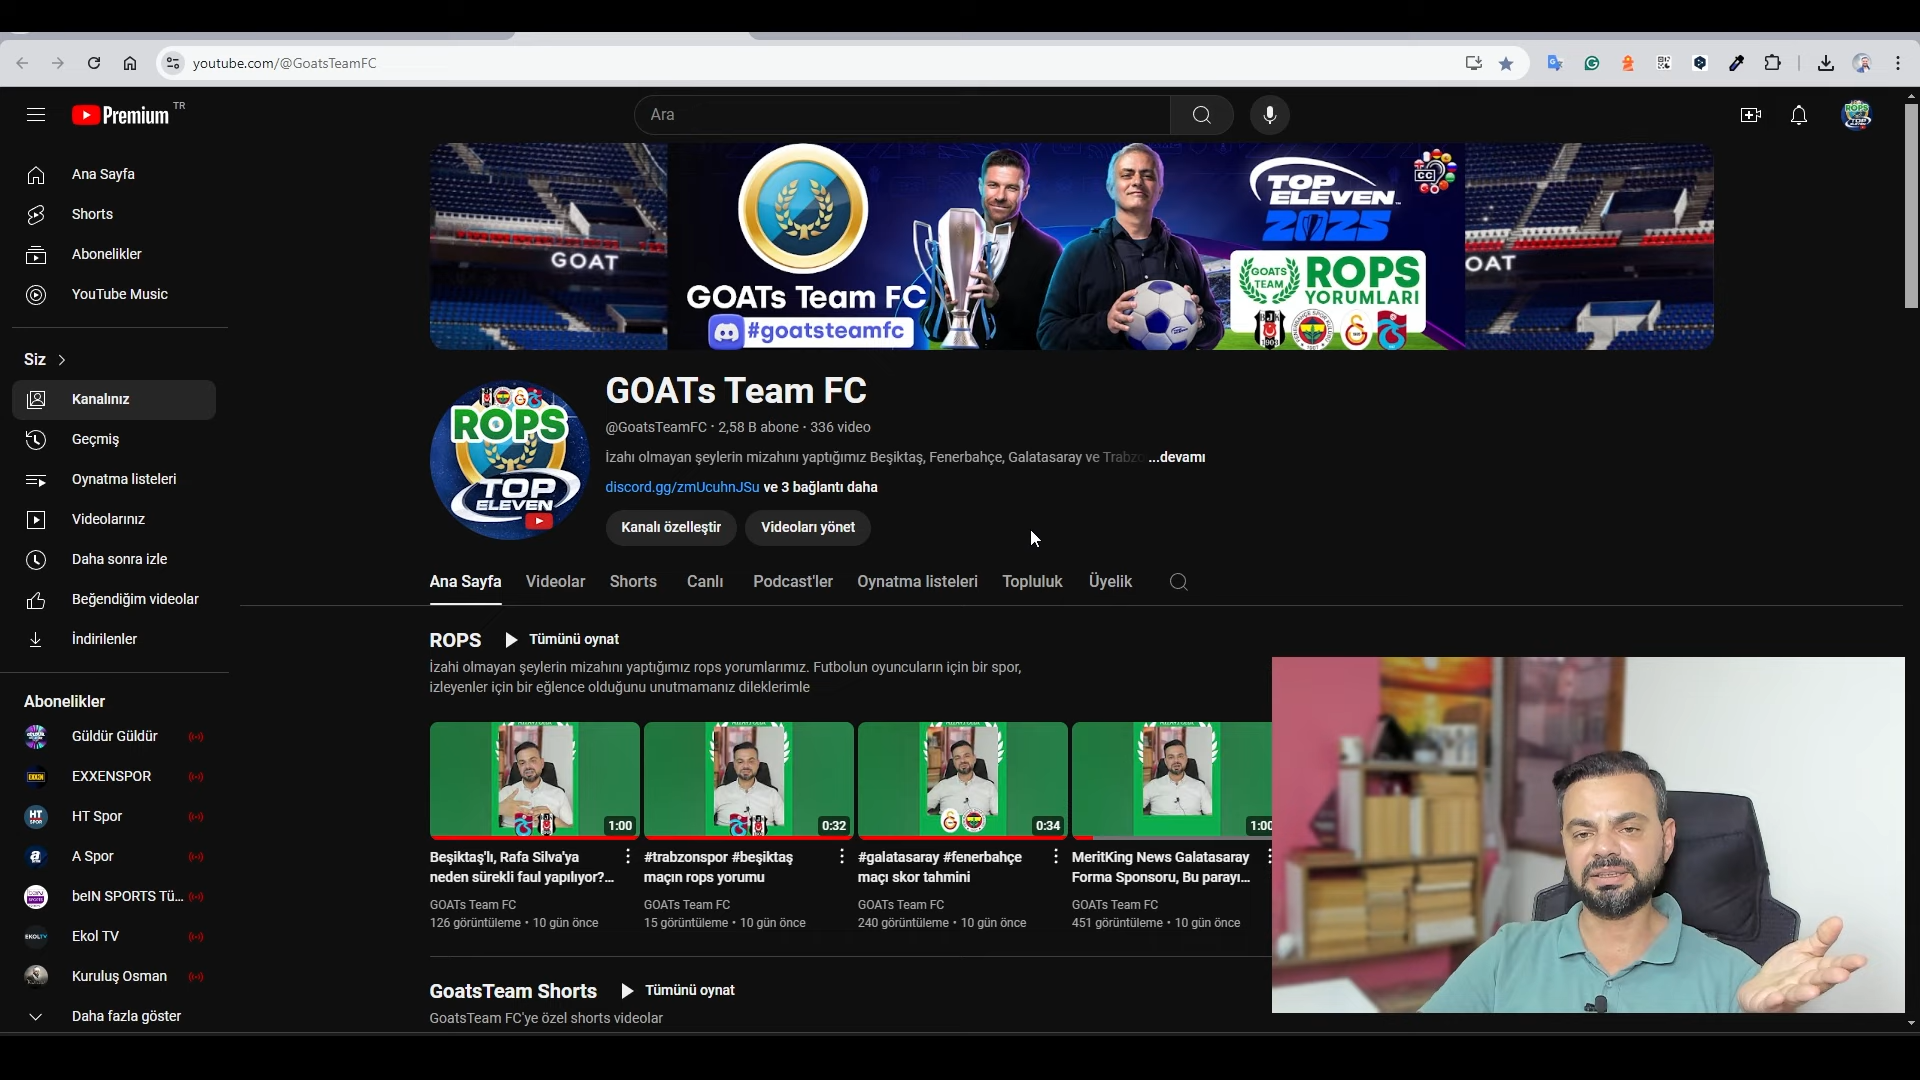 youtube.com/@GoatsTeamFC
Premium TR
Ara
Ana Sayfa
Shorts
Abonelikler
YouTube Music
Siz
Kanalınız
Geçmiş
Oynatma listeleri
Videolarınız
Daha sonra izle
Beğendiğim videolar
İndirilenler
Abonelikler
Güldür Güldür
EXXENSPOR
HT Spor
A Spor
beIN SPORTS Tü...
Ekol TV
Kuruluş Osman
Daha fazla göster
GOAT
GOATs Team FC
#goatsteamfc
TOP
ELEVEN
2025
CC
GOATS
TEAM
ROPS
YORUMLARI
OAT
ROPS
TOP
ELEVEN
GOATs Team FC
@GoatsTeamFC • 2,58 B abone • 336 video
İzahı olmayan şeylerin mizahını yaptığımız Beşiktaş, Fenerbahçe, Galatasaray ve Trabzo ...devamı
discord.gg/zmUcuhnJSu ve 3 bağlantı daha
Kanalı özelleştir
Videoları yönet
Ana Sayfa Videolar Shorts Canlı Podcast'ler Oynatma listeleri Topluluk Üyelik
ROPS Tümünü oynat
İzahi olmayan şeylerin mizahını yaptığımız rops yorumlarımız. Futbolun oyuncuların için bir spor,
izleyenler için bir eğlence olduğunu unutmamanız dileklerimle
1:00
Beşiktaş'lı, Rafa Silva'ya
neden sürekli faul yapılıyor?...
GOATs Team FC
126 görüntüleme • 10 gün önce
0:32
#trabzonspor #beşiktaş
maçın rops yorumu
GOATs Team FC
15 görüntüleme • 10 gün önce
0:34
#galatasaray #fenerbahçe
maçı skor tahmini
GOATs Team FC
240 görüntüleme • 10 gün önce
1:00
MeritKing News Galatasaray
Forma Sponsoru, Bu parayı...
GOATs Team FC
451 görüntüleme • 10 gün önce
GoatsTeam Shorts Tümünü oynat
GoatsTeam FC'ye özel shorts videolar